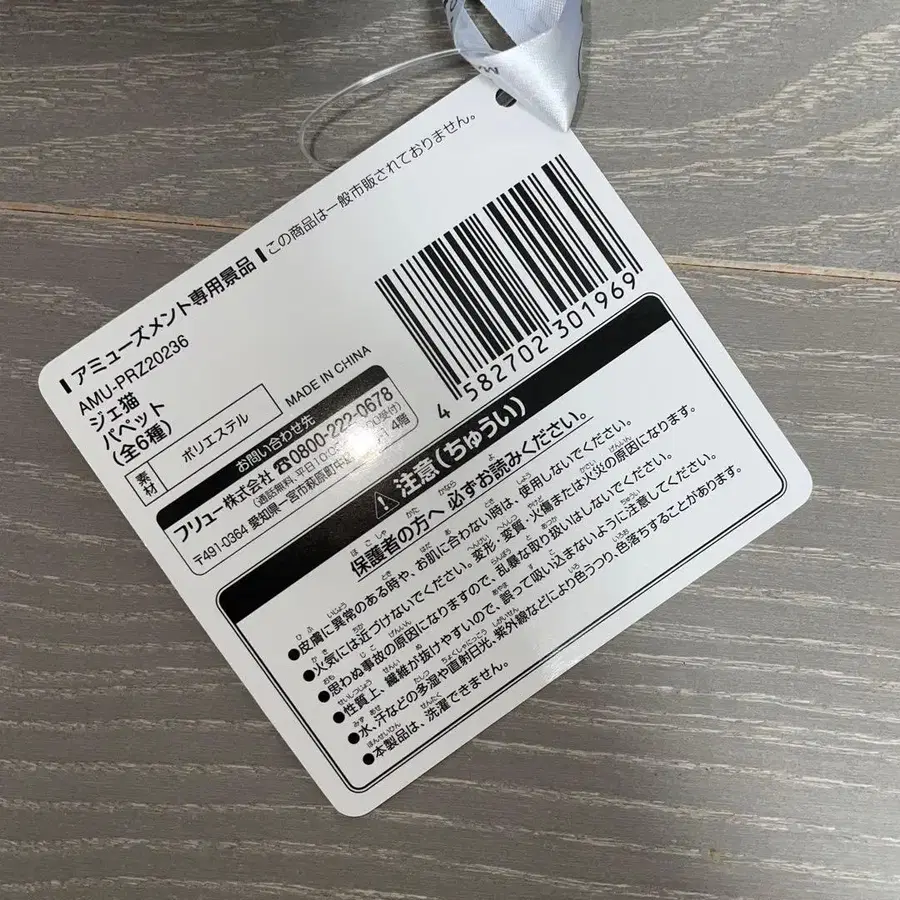 アミューズメント専用景品
この商品は一般市販されておりません。
AMU-PRZ20236
ジェ猫
パペット
(全6種)
素材
ポリエステル
MADE IN CHINA
お問い合わせ先
フリュー株式会社 ☎0800-222-0678
(通話無料、平日10:0
〒491-0364 愛知県一宮市萩原町
4階
4 582702 301969
⚠注意(ちゅうい)
保護者の方へ 必ずお読みください。
●皮膚に異常のある時や、お肌に合わない時は、使用しないでください。
●火気には近づけないでください。変形・変質・火傷または火災の原因になります。
●思わぬ事故の原因になりますので、乱暴な取り扱いはしないでください。
●性質上、繊維が抜けやすいので、誤って吸い込まないように注意してください。
●水、汗などの多湿や直射日光、紫外線などにより色うつり、色落ちすることがあります。
●本製品は、洗濯できません。